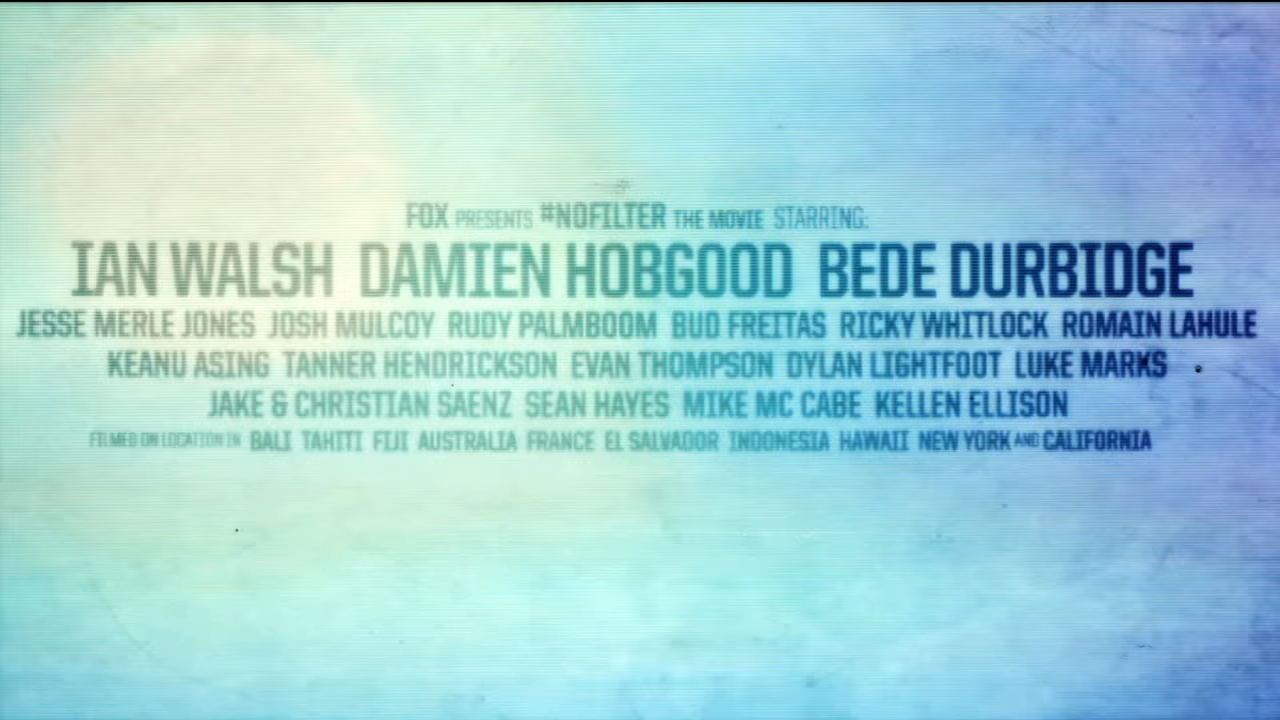 FOX PRESENTS #NOFILTER THE MOVIE STARRING:
IAN WALSH DAMIEN HOBGOOD BEDE DURBIDGE
JESSE MERLE JONES JOSH MULCOY RUDY PALMBOOM BUD FREITAS RICKY WHITLOCK ROMAIN LAHULE
KEANU ASING TANNER HENDRICKSON EVAN THOMPSON DYLAN LIGHTFOOT LUKE MARKS
JAKE & CHRISTIAN SAENZ SEAN HAYES MIKE MC CABE KELLEN ELLISON
FILMED ON LOCATION IN BALI TAHITI FIJI AUSTRALIA FRANCE EL SALVADOR INDONESIA HAWAII NEW YORK AND CALIFORNIA